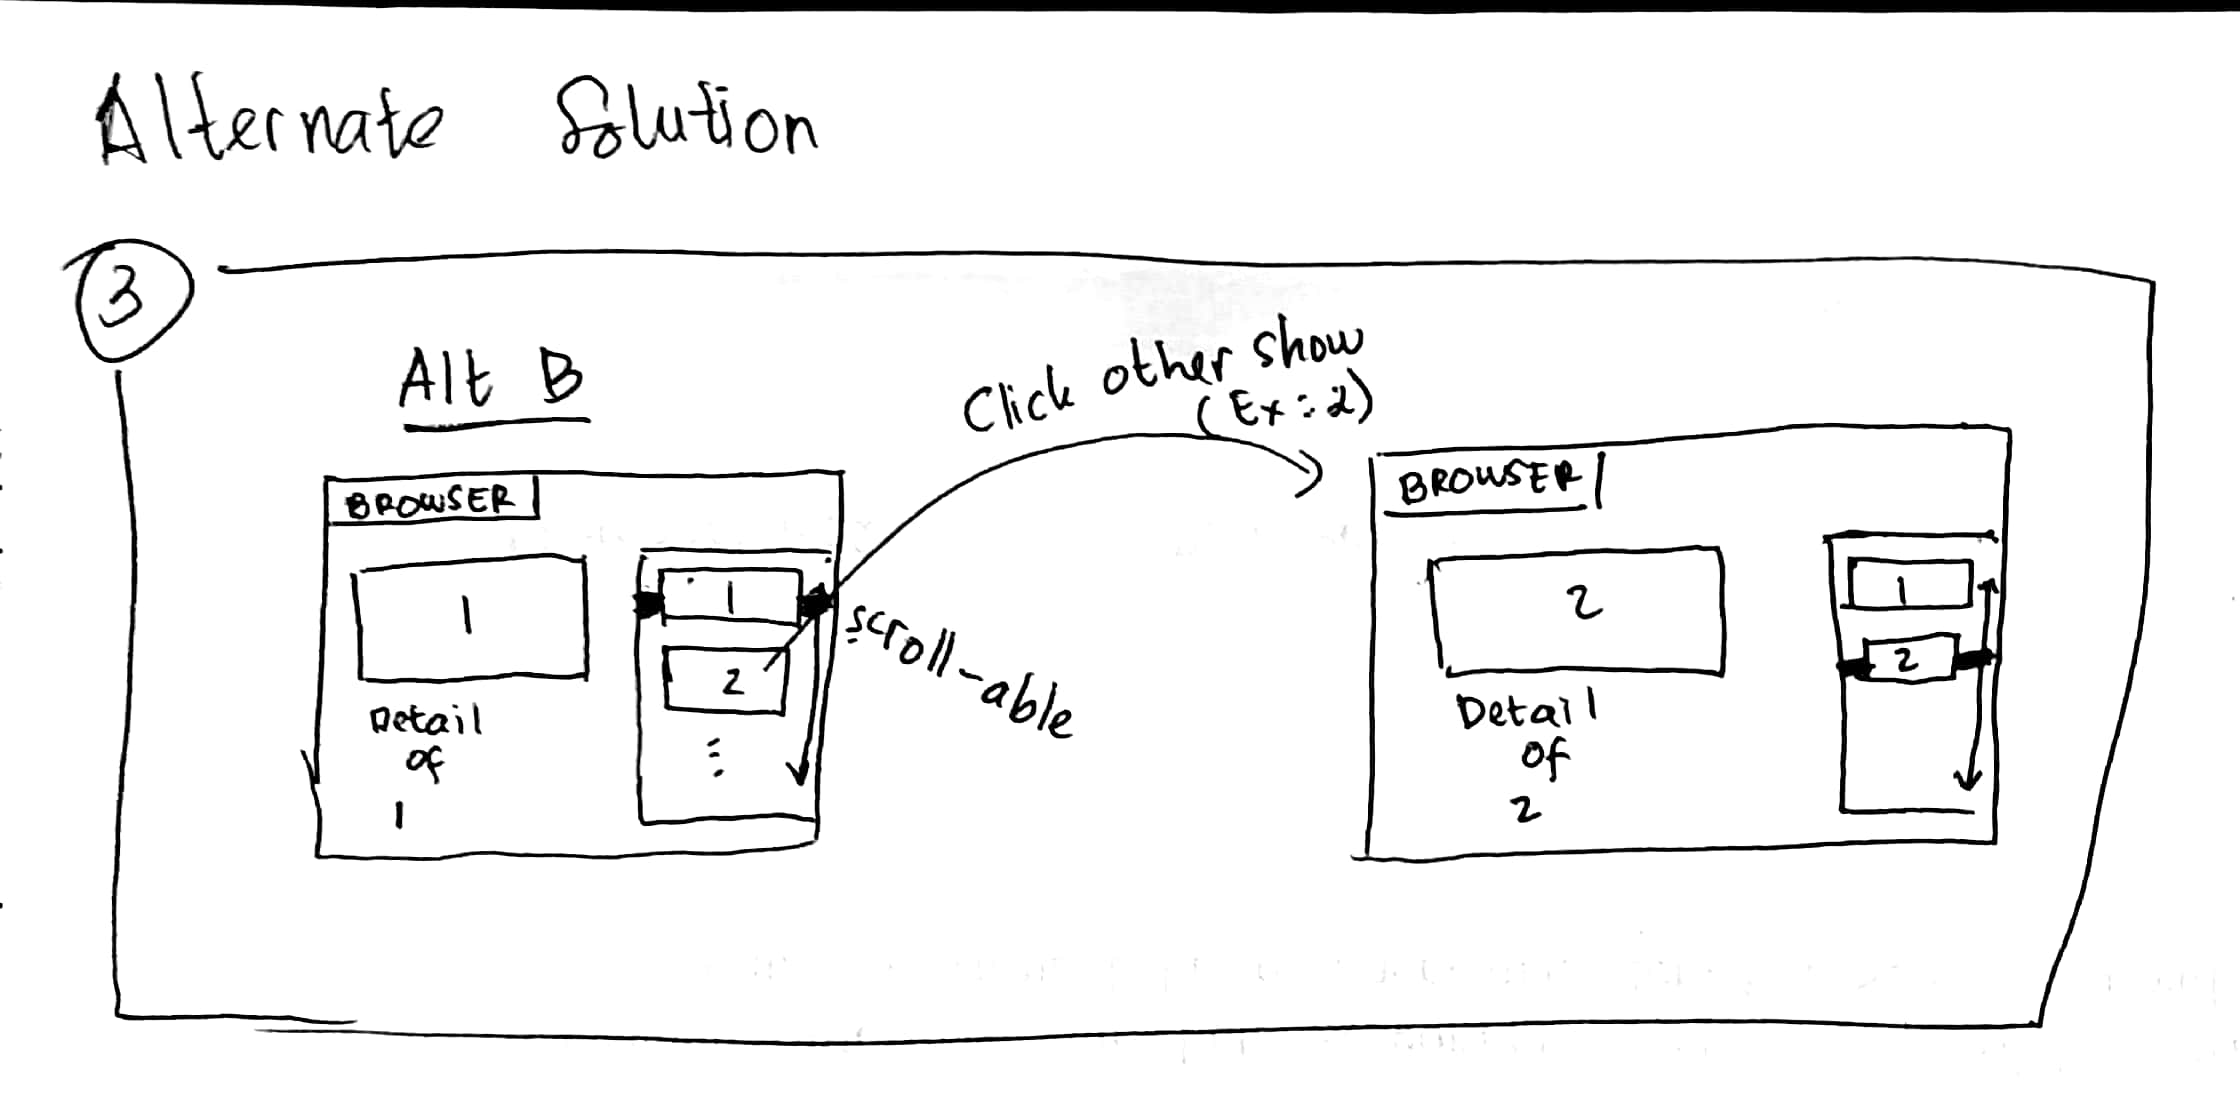 Alternate Solution
3
Alt B
Click other show
(Ex : 2)
BROWSER
1
Detail
of
1
1
2
scroll-able
BROWSER
2
Detail
of
2
1
2